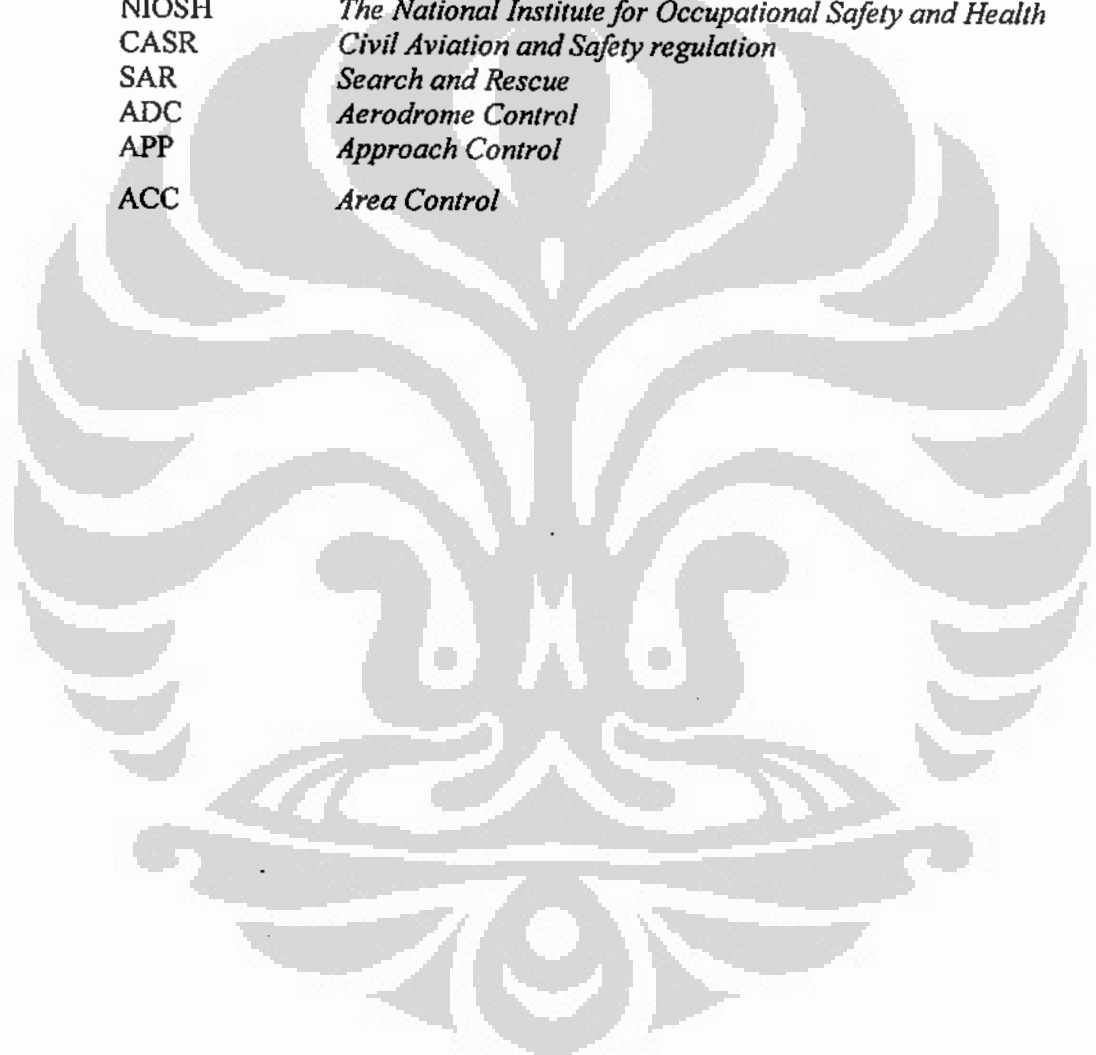 NIOSH The National Institute for Occupational Safety and Health
CASR Civil Aviation and Safety regulation
SAR Search and Rescue
ADC Aerodrome Control
APP Approach Control
ACC Area Control